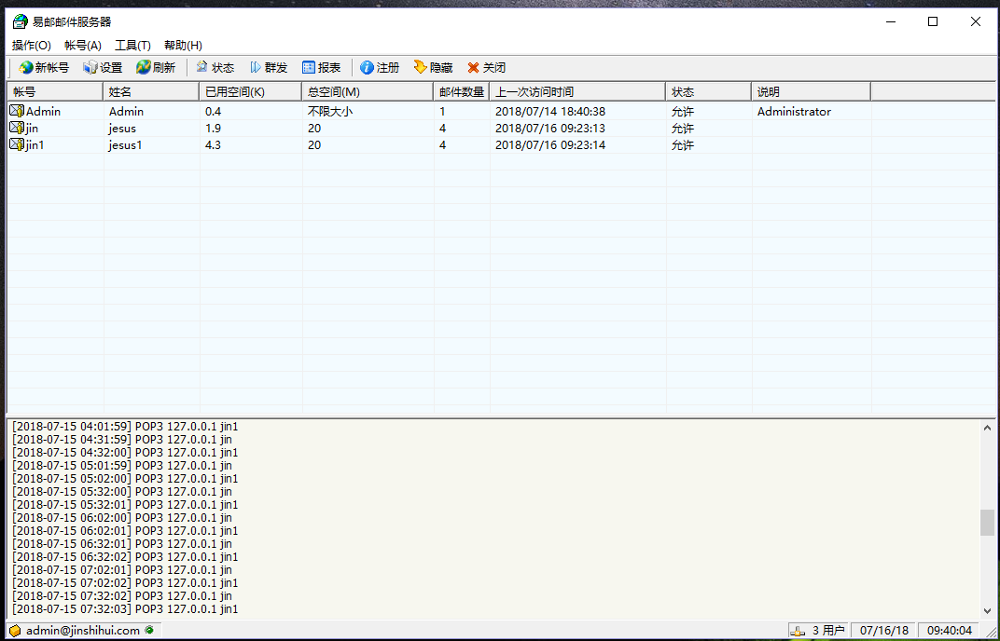 易邮邮件服务器
操作(O) 帐号(A) 工具(T) 帮助(H)
新帐号 设置 刷新 状态 群发 报表 注册 隐藏 关闭
帐号 姓名 已用空间(K) 总空间(M) 邮件数量 上一次访问时间 状态 说明
Admin Admin 0.4 不限大小 1 2018/07/14 18:40:38 允许 Administrator
jin jesus 1.9 20 4 2018/07/16 09:23:13 允许
jin1 jesus1 4.3 20 4 2018/07/16 09:23:14 允许
[2018-07-15 04:01:59] POP3 127.0.0.1 jin1
[2018-07-15 04:31:59] POP3 127.0.0.1 jin
[2018-07-15 04:32:00] POP3 127.0.0.1 jin1
[2018-07-15 05:01:59] POP3 127.0.0.1 jin
[2018-07-15 05:02:00] POP3 127.0.0.1 jin1
[2018-07-15 05:32:00] POP3 127.0.0.1 jin
[2018-07-15 05:32:01] POP3 127.0.0.1 jin1
[2018-07-15 06:02:00] POP3 127.0.0.1 jin
[2018-07-15 06:02:01] POP3 127.0.0.1 jin1
[2018-07-15 06:32:01] POP3 127.0.0.1 jin
[2018-07-15 06:32:02] POP3 127.0.0.1 jin1
[2018-07-15 07:02:01] POP3 127.0.0.1 jin
[2018-07-15 07:02:02] POP3 127.0.0.1 jin1
[2018-07-15 07:32:02] POP3 127.0.0.1 jin
[2018-07-15 07:32:03] POP3 127.0.0.1 jin1
admin@jinshihui.com 3 用户 07/16/18 09:40:04